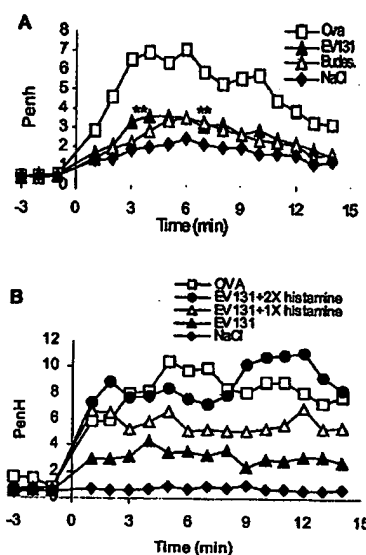 A
Ova
EV131
Budes.
NaCl
Penh
8
7
6
5
4
3
2
1
0
** **
-3 0 3 6 9 12 15
Time (min)
B
OVA
EV131+2X histamine
EV131+1X histamine
EV131
NaCl
PenH
12
10
8
6
4
2
0
-3 0 3 6 9 12 15
Time (min)